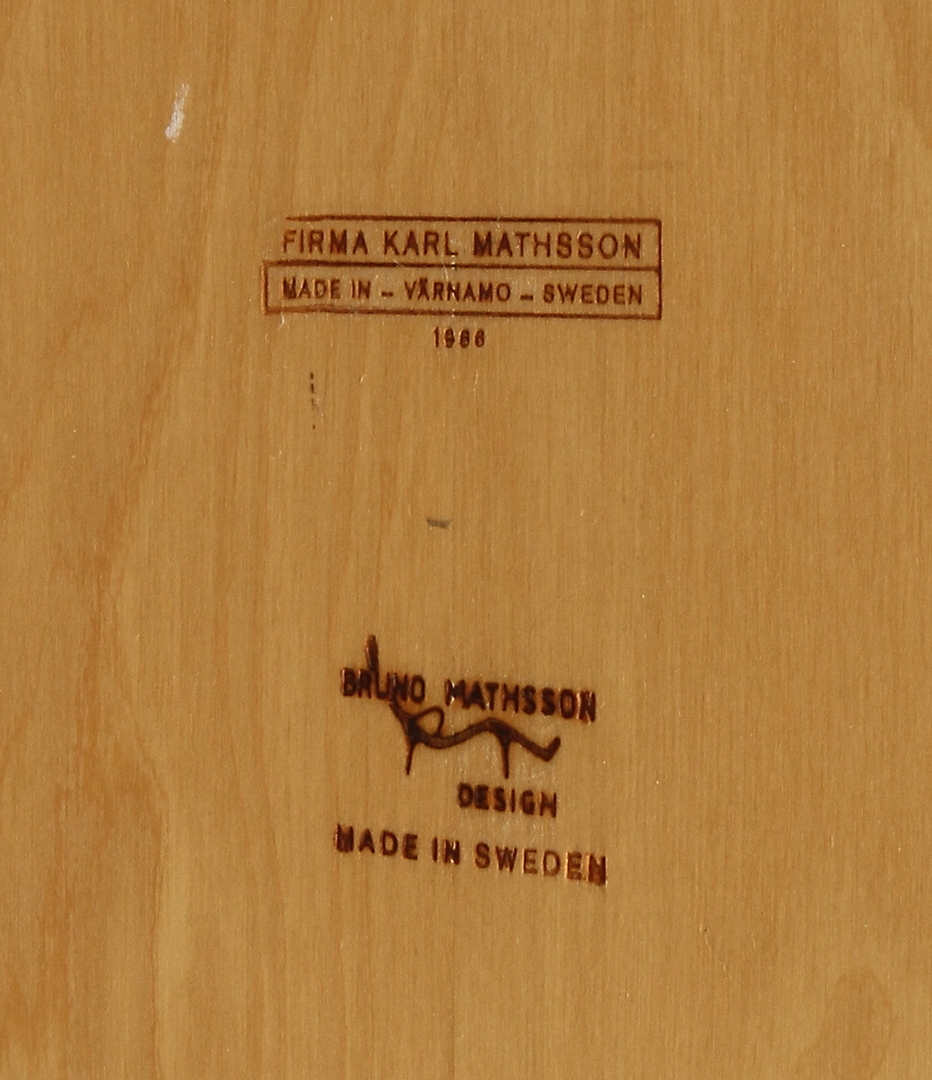 FIRMA KARL MATHSSON
MADE IN – VÄRNAMO – SWEDEN
1966
BRUNO MATHSSON
DESIGN
MADE IN SWEDEN